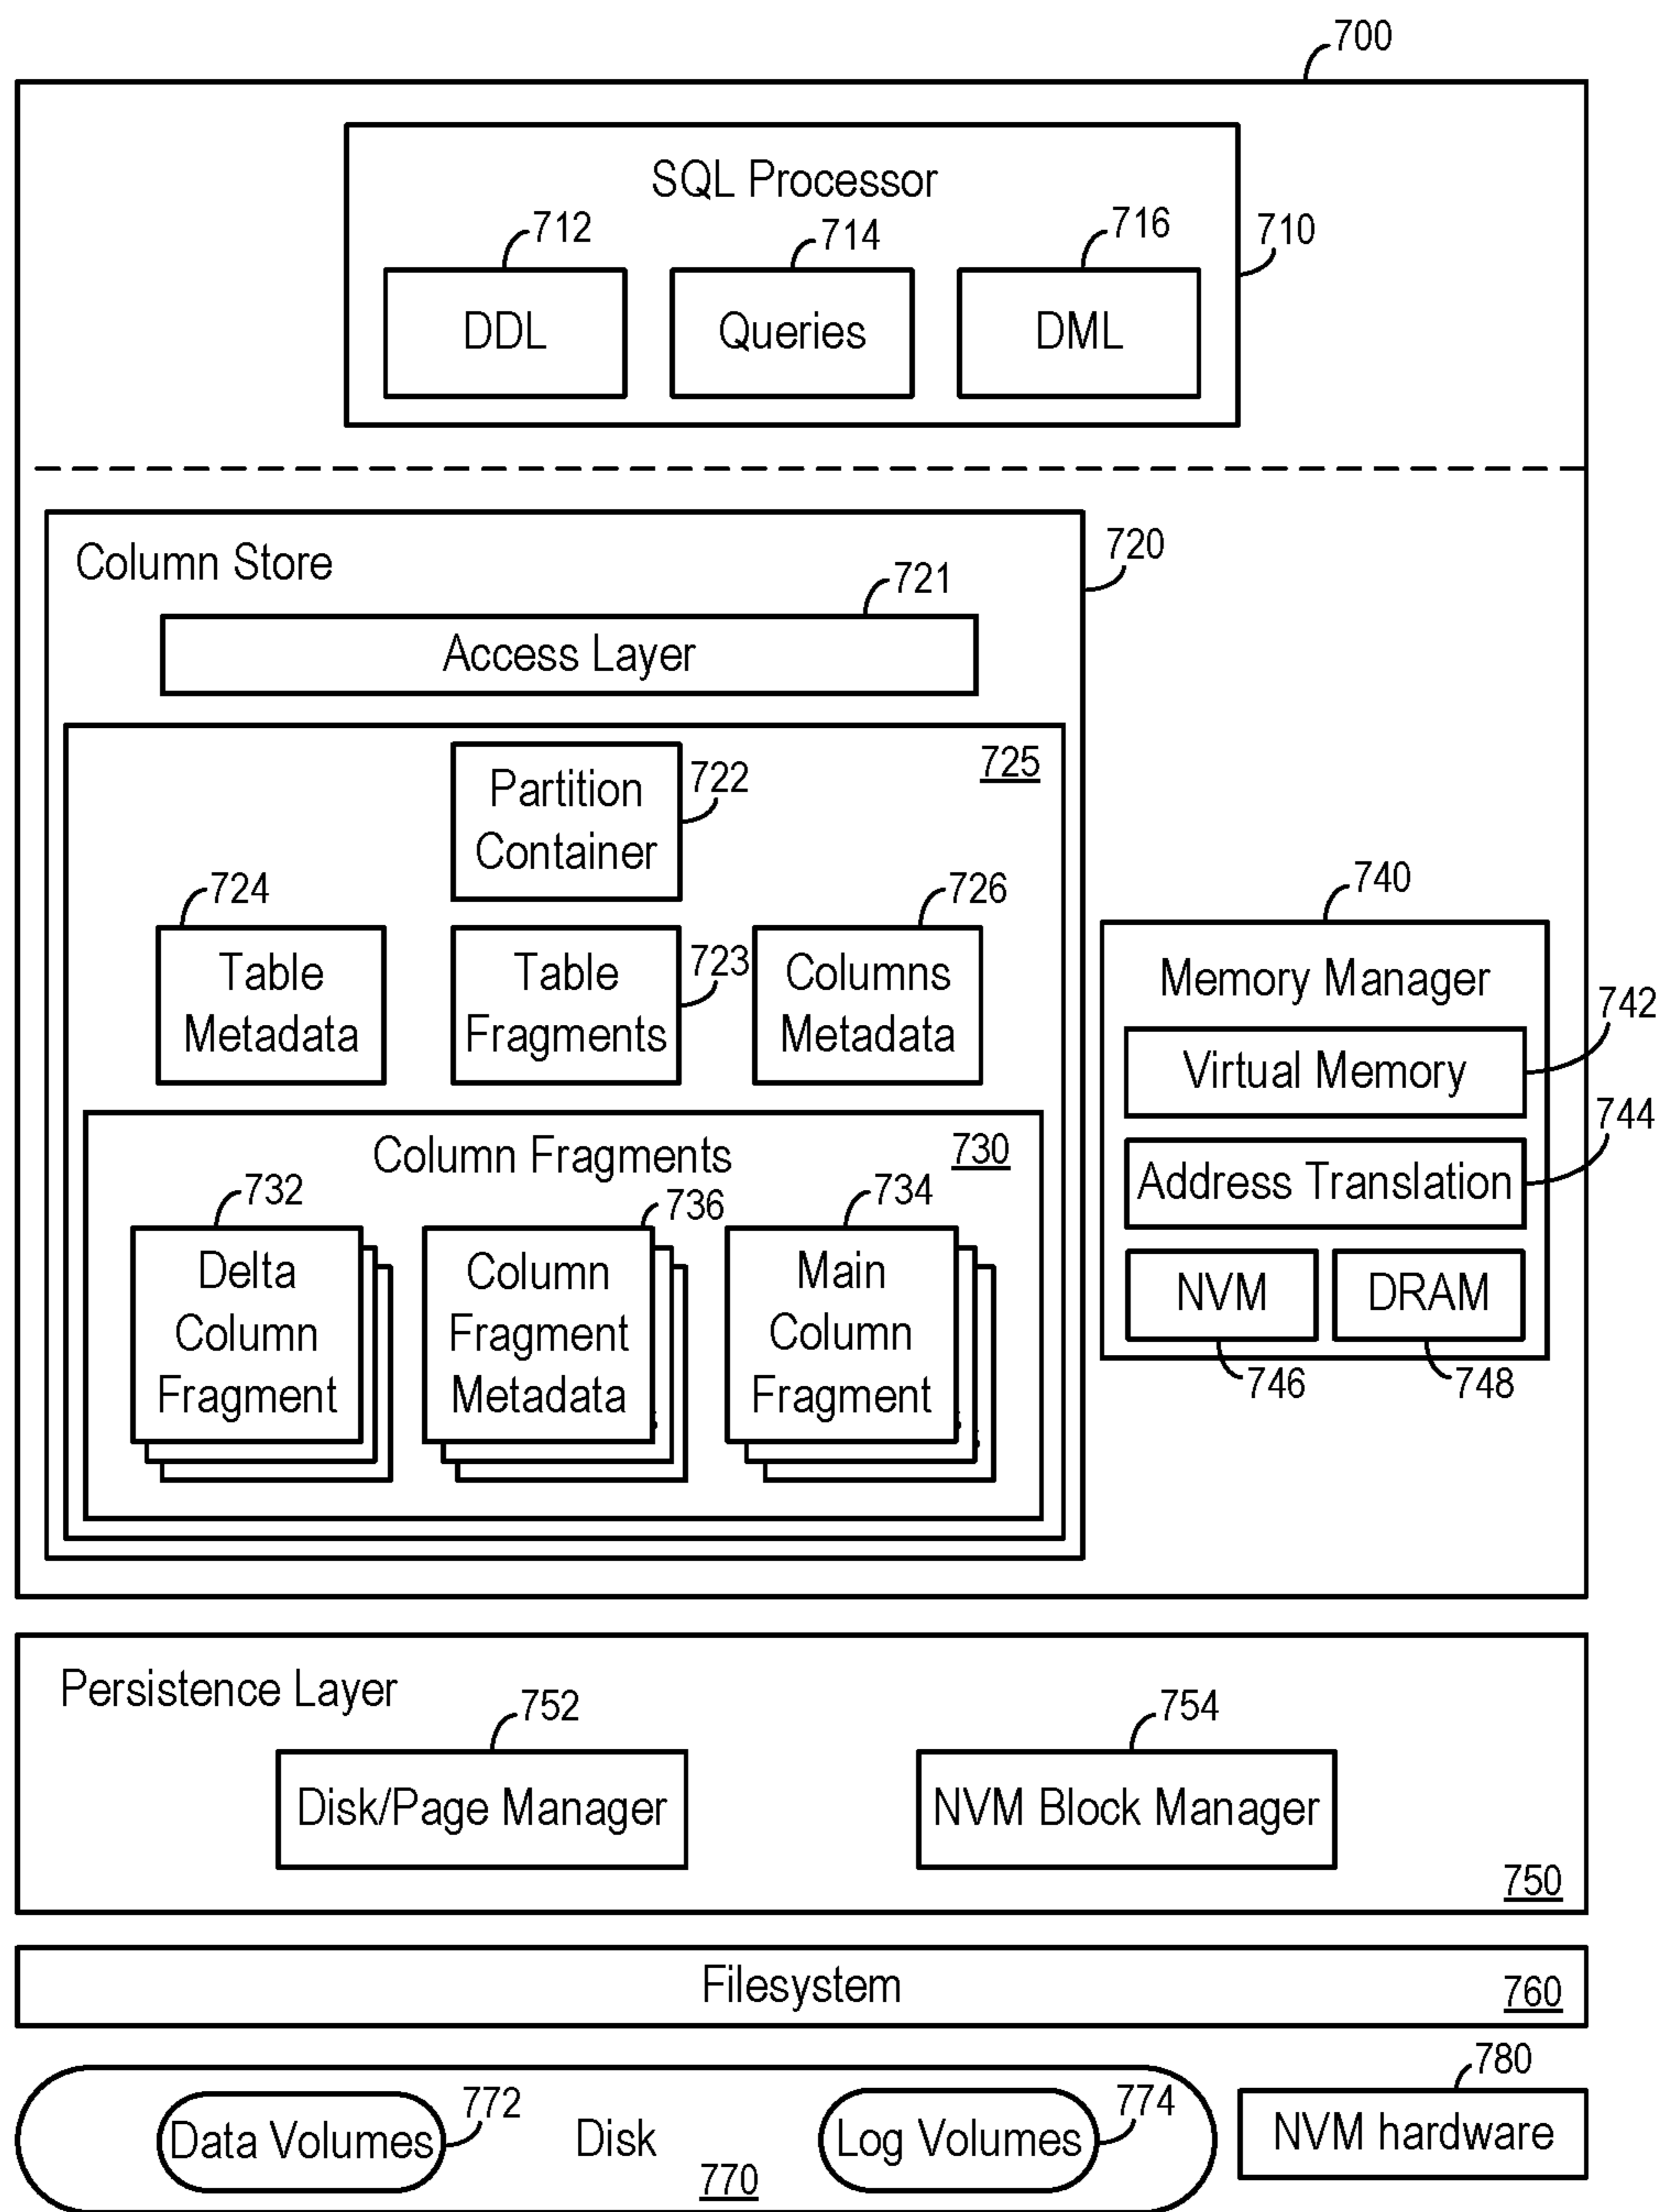 700
SQL Processor
712
714
716
710
DDL
Queries
DML
Column Store
720
721
Access Layer
725
Partition
Container
722
724
726
Table
Metadata
Table
Fragments
723
Columns
Metadata
740
Memory Manager
742
Virtual Memory
744
Address Translation
NVM
DRAM
746
748
Column Fragments
730
732
736
734
Delta
Column
Fragment
Column
Fragment
Metadata
Main
Column
Fragment
Persistence Layer
752
754
Disk/Page Manager
NVM Block Manager
750
Filesystem
760
780
Data Volumes
772
Disk
770
Log Volumes
774
NVM hardware